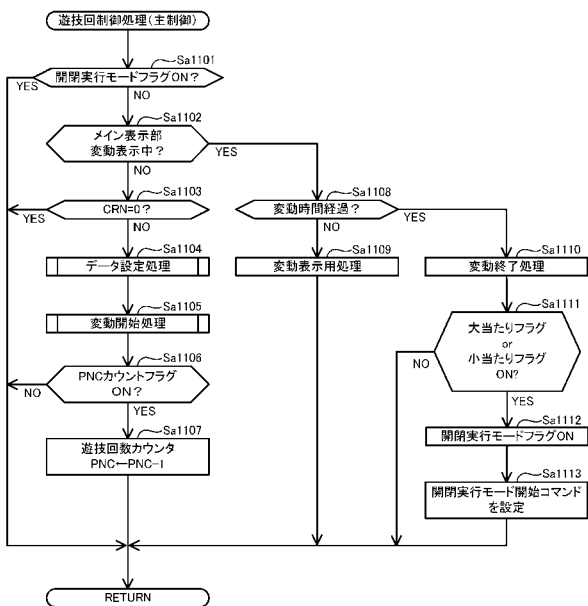 遊技回制御処理(主制御)
Sa1101
開閉実行モードフラグON?
YES
NO
Sa1102
メイン表示部
変動表示中?
YES
NO
Sa1103
CRN=0?
YES
NO
Sa1104
データ設定処理
Sa1105
変動開始処理
Sa1106
PNCカウントフラグ
ON?
NO
YES
Sa1107
遊技回数カウンタ
PNC←PNC-1
Sa1108
変動時間経過?
YES
NO
Sa1109
変動表示用処理
Sa1110
変動終了処理
Sa1111
大当たりフラグ
or
小当たりフラグ
ON?
NO
YES
Sa1112
開閉実行モードフラグON
Sa1113
開閉実行モード開始コマンド
を設定
RETURN